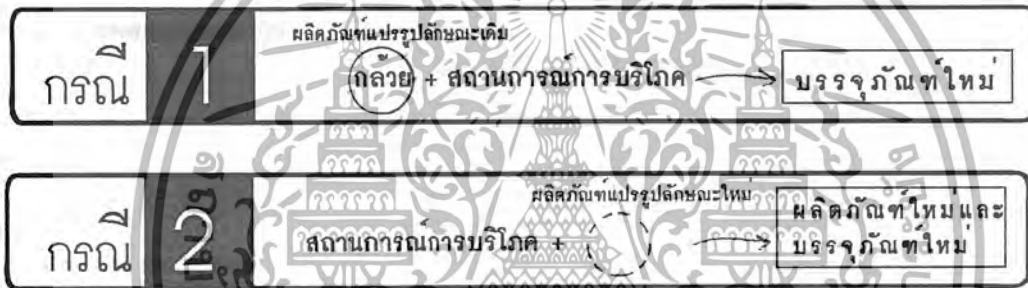 กรณี 1
ผลิตภัณฑ์แปรรูปลักษณะเดิม
กล้วย + สถานการณ์การบริโภค → บรรจุภัณฑ์ใหม่
กรณี 2
ผลิตภัณฑ์แปรรูปลักษณะใหม่
สถานการณ์การบริโภค + → ผลิตภัณฑ์ใหม่และ
บรรจุภัณฑ์ใหม่